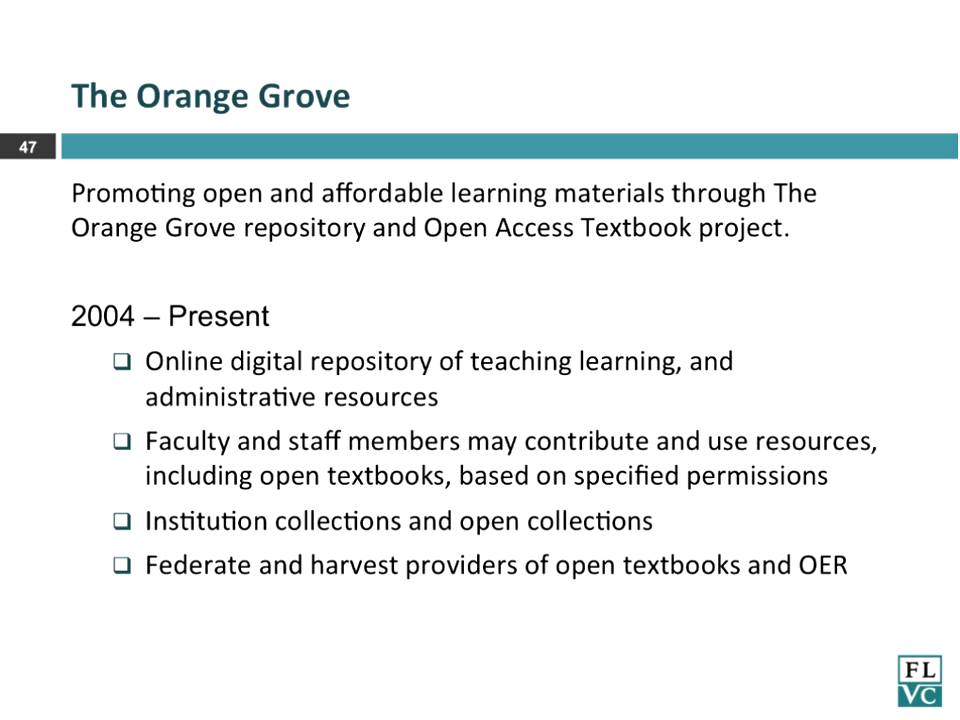 The Orange Grove
47
Promoting open and affordable learning materials through The
Orange Grove repository and Open Access Textbook project.
2004 – Present
❑ Online digital repository of teaching learning, and
administrative resources
❑ Faculty and staff members may contribute and use resources,
including open textbooks, based on specified permissions
❑ Institution collections and open collections
❑ Federate and harvest providers of open textbooks and OER
FL
VC